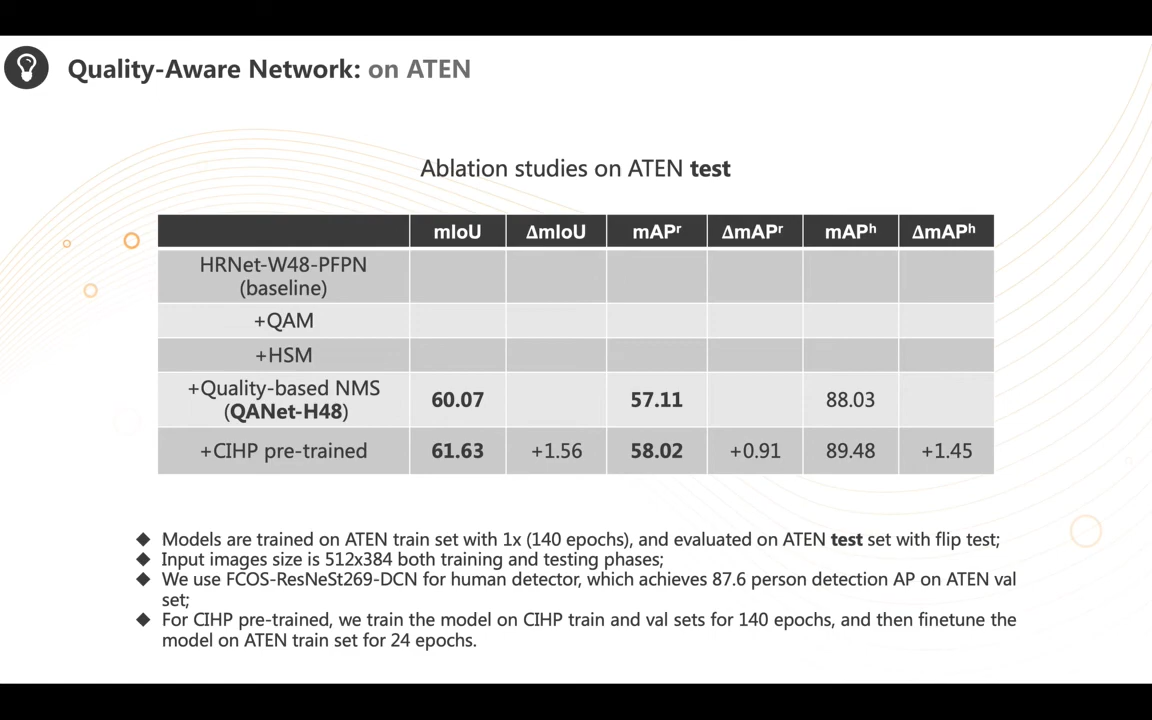 Quality-Aware Network: on ATEN
Ablation studies on ATEN test
mIoU ΔmIoU mAPʳ ΔmAPʳ mAPʰ ΔmAPʰ
HRNet-W48-PFPN
(baseline)
+QAM
+HSM
+Quality-based NMS
(QANet-H48) 60.07 57.11 88.03
+CIHP pre-trained 61.63 +1.56 58.02 +0.91 89.48 +1.45
◆ Models are trained on ATEN train set with 1x (140 epochs), and evaluated on ATEN test set with flip test;
◆ Input images size is 512x384 both training and testing phases;
◆ We use FCOS-ResNeSt269-DCN for human detector, which achieves 87.6 person detection AP on ATEN val
set;
◆ For CIHP pre-trained, we train the model on CIHP train and val sets for 140 epochs, and then finetune the
model on ATEN train set for 24 epochs.